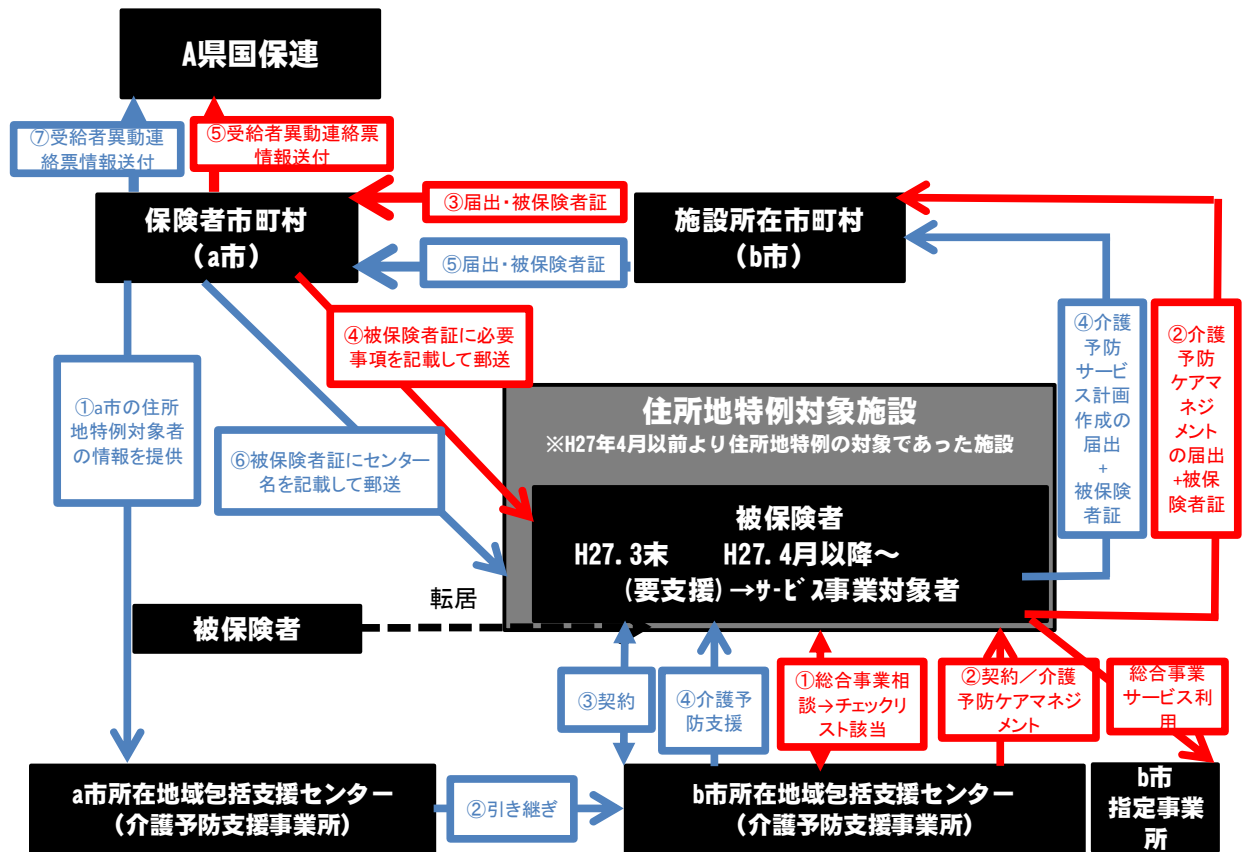 A県国保連
⑦受給者異動連
絡票情報送付
⑤受給者異動連絡票
情報送付
保険者市町村
(a市)
③届出・被保険者証
⑤届出・被保険者証
施設所在市町村
(b市)
④被保険者証に必要
事項を記載して郵送
①a市の住所
地特例対象者
の情報を提供
⑥被保険者証にセンター
名を記載して郵送
④介護
予防
サービ
ス計画
作成の
届出
+
被保険
者証
②介護
予防
ケアマ
ネジ
メント
の届出
+被保
険者証
住所地特例対象施設
※H27年4月以前より住所地特例の対象であった施設
被保険者
H27.3末 H27.4月以降~
(要支援)→サービス事業対象者
転居
被保険者
③契約
④介護予
防支援
①総合事業相
談→チェックリ
スト該当
②契約/介護
予防ケアマネジ
メント
総合事業
サービス利
用
a市所在地域包括支援センター
(介護予防支援事業所)
②引き継ぎ
b市所在地域包括支援センター
(介護予防支援事業所)
b市
指定事業
所